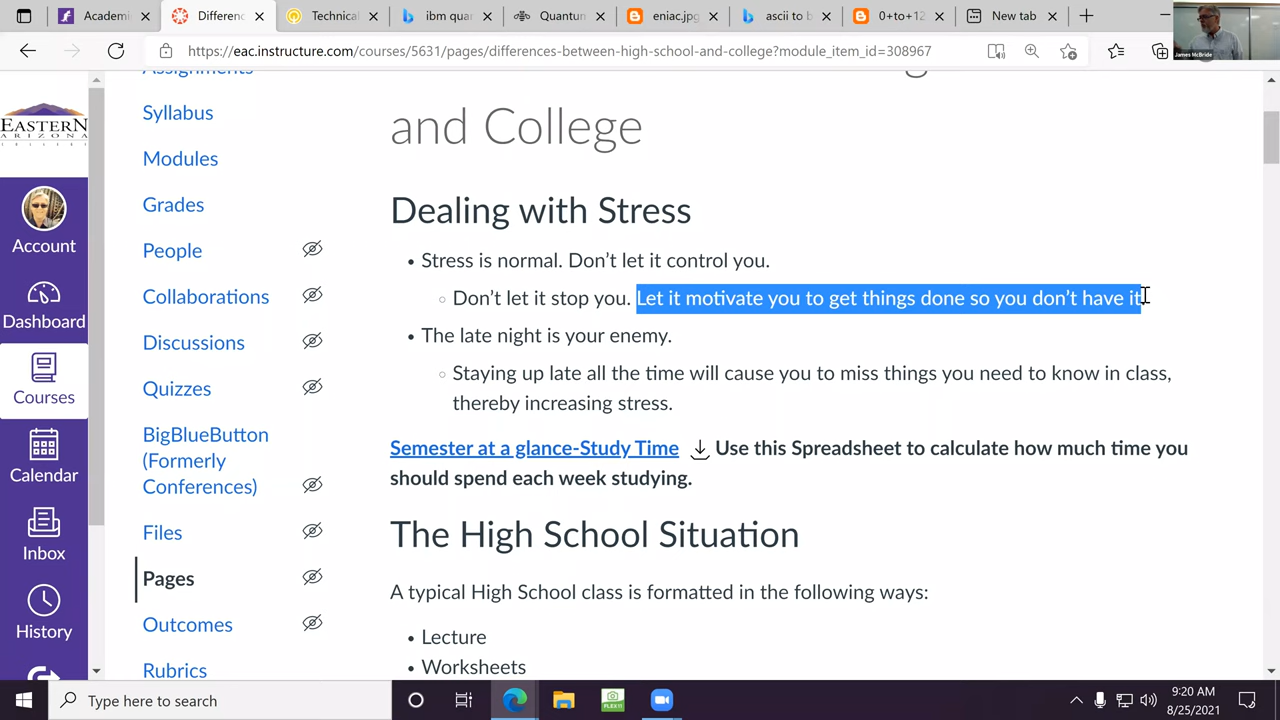 Academi
Differenc
Technical
ibm quan
Quantum
eniac.jpg
ascii to b
0+to+12
New tab
https://eac.instructure.com/courses/5631/pages/differences-between-high-school-and-college?module_item_id=308967
James McBride
EASTERN
ARIZONA
Account
Dashboard
Courses
Calendar
Inbox
History
Assignments
Syllabus
Modules
Grades
People
Collaborations
Discussions
Quizzes
BigBlueButton
(Formerly
Conferences)
Files
Pages
Outcomes
Rubrics
and College
Dealing with Stress
• Stress is normal. Don’t let it control you.
◦ Don’t let it stop you. Let it motivate you to get things done so you don’t have it
• The late night is your enemy.
◦ Staying up late all the time will cause you to miss things you need to know in class,
thereby increasing stress.
Semester at a glance-Study Time Use this Spreadsheet to calculate how much time you
should spend each week studying.
The High School Situation
A typical High School class is formatted in the following ways:
• Lecture
• Worksheets
Type here to search
9:20 AM
8/25/2021